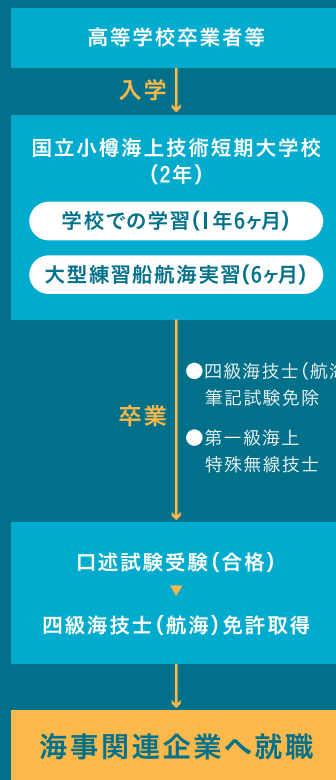 高等学校卒業者等
入学
国立小樽海上技術短期大学校
(2年)
学校での学習(1年6ヶ月)
大型練習船航海実習(6ヶ月)
卒業
●四級海技士(航海
筆記試験免除
●第一級海上
特殊無線技士
口述試験受験(合格)
四級海技士(航海)免許取得
海事関連企業へ就職